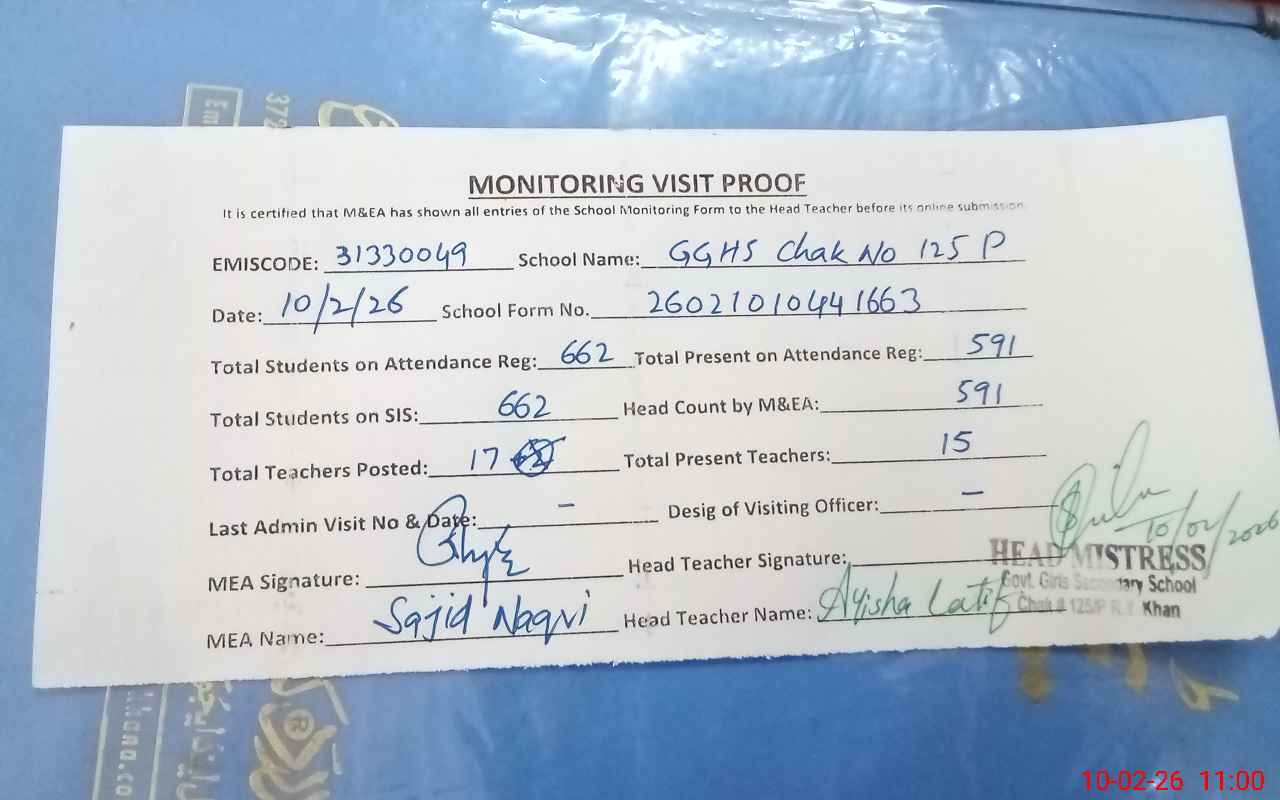 MONITORING VISIT PROOF
It is certified that M&EA has shown all entries of the School Monitoring Form to the Head Teacher before its online submission
EMISCODE: 31330049 School Name: GGHS Chak No 125 P
Date: 10/2/26 School Form No. 26021010441663
Total Students on Attendance Reg: 662 Total Present on Attendance Reg: 591
Total Students on SIS: 662 Head Count by M&EA: 591
Total Teachers Posted: 17 Total Present Teachers: 15
Last Admin Visit No & Date: – Desig of Visiting Officer: –
MEA Signature: Head Teacher Signature: 10/02/2026
HEAD MISTRESS
Govt. Girls Secondary School
Chak # 125/P R.Y. Khan
MEA Name: Sajid Naqvi Head Teacher Name: Ayisha Latif
10-02-26 11:00